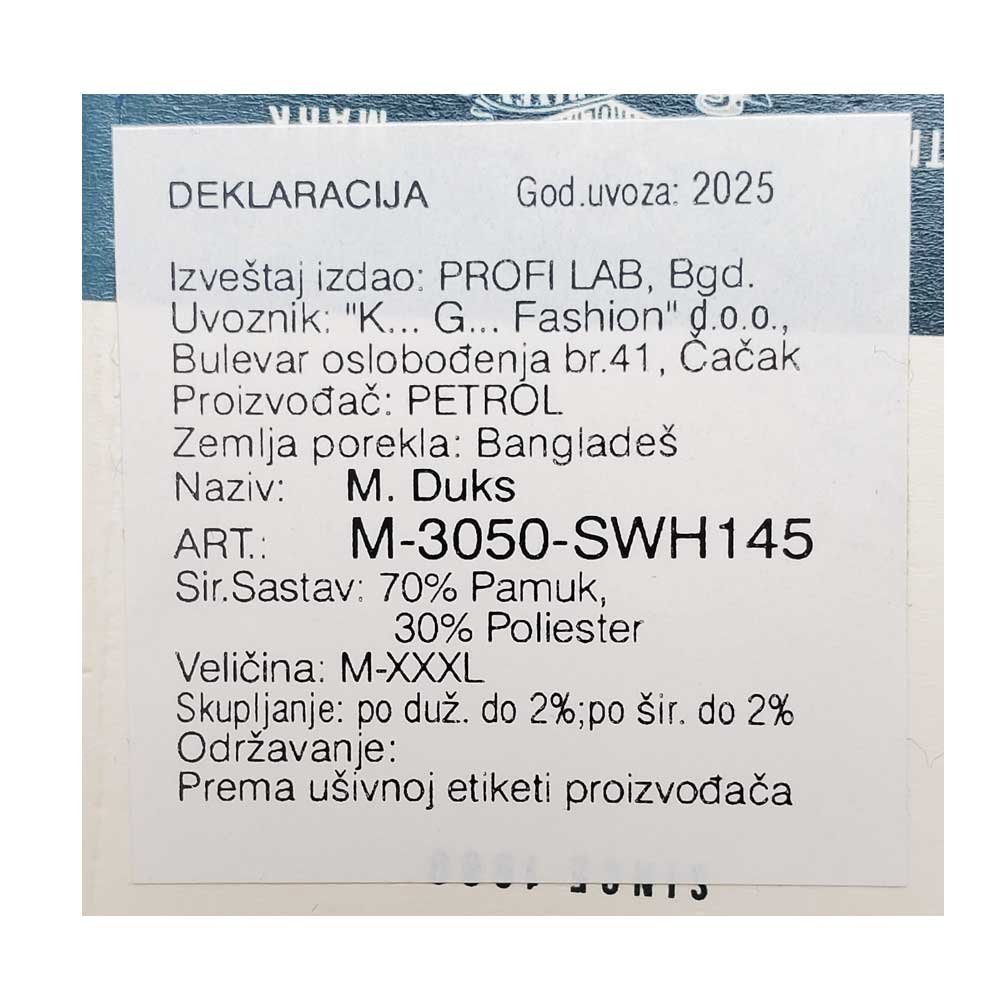 MARK
DEKLARACIJA God.uvoza: 2025
Izveštaj izdao: PROFI LAB, Bgd.
Uvoznik: "K... G... Fashion" d.o.o.,
Bulevar oslobođenja br.41, Čačak
Proizvođač: PETROL
Zemlja porekla: Bangladeš
Naziv: M. Duks
ART.: M-3050-SWH145
Sir.Sastav: 70% Pamuk,
30% Poliester
Veličina: M-XXXL
Skupljanje: po duž. do 2%;po šir. do 2%
Održavanje:
Prema ušivnoj etiketi proizvođača
SINCE